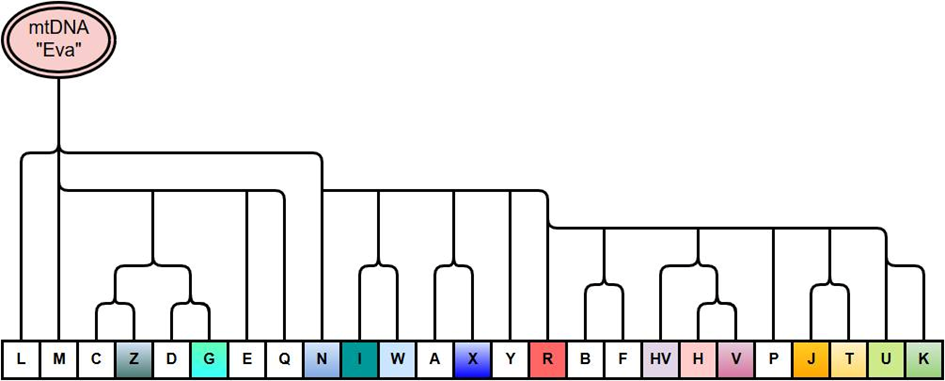 mtDNA
"Eva"
L M C Z D G E Q N I W A X Y R B F HV H V P J T U K